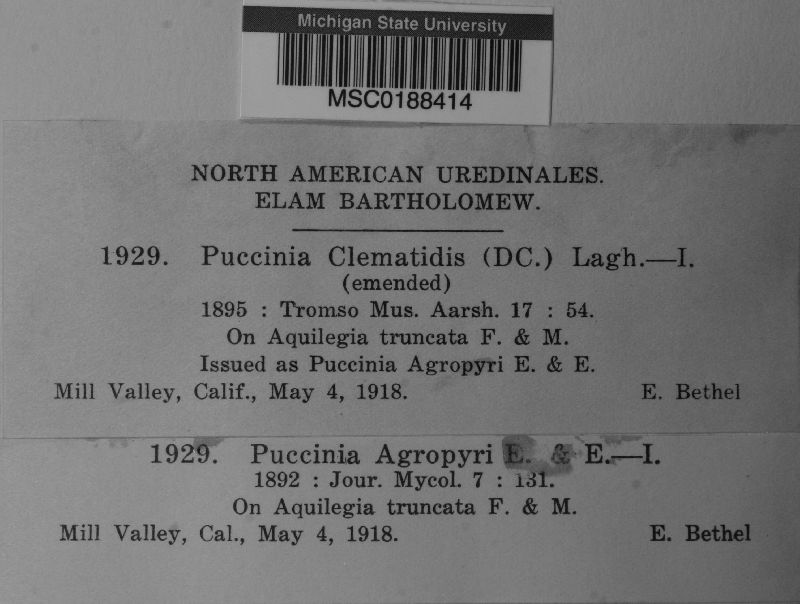 Michigan State University
MSC0188414
NORTH AMERICAN UREDINALES.
ELAM BARTHOLOMEW.
1929. Puccinia Clematidis (DC.) Lagh.—I.
(emended)
1895 : Tromso Mus. Aarsh. 17 : 54.
On Aquilegia truncata F. & M.
Issued as Puccinia Agropyri E. & E.
Mill Valley, Calif., May 4, 1918. E. Bethel
1929. Puccinia Agropyri E. & E.—I.
1892 : Jour. Mycol. 7 : 131.
On Aquilegia truncata F. & M.
Mill Valley, Cal., May 4, 1918. E. Bethel